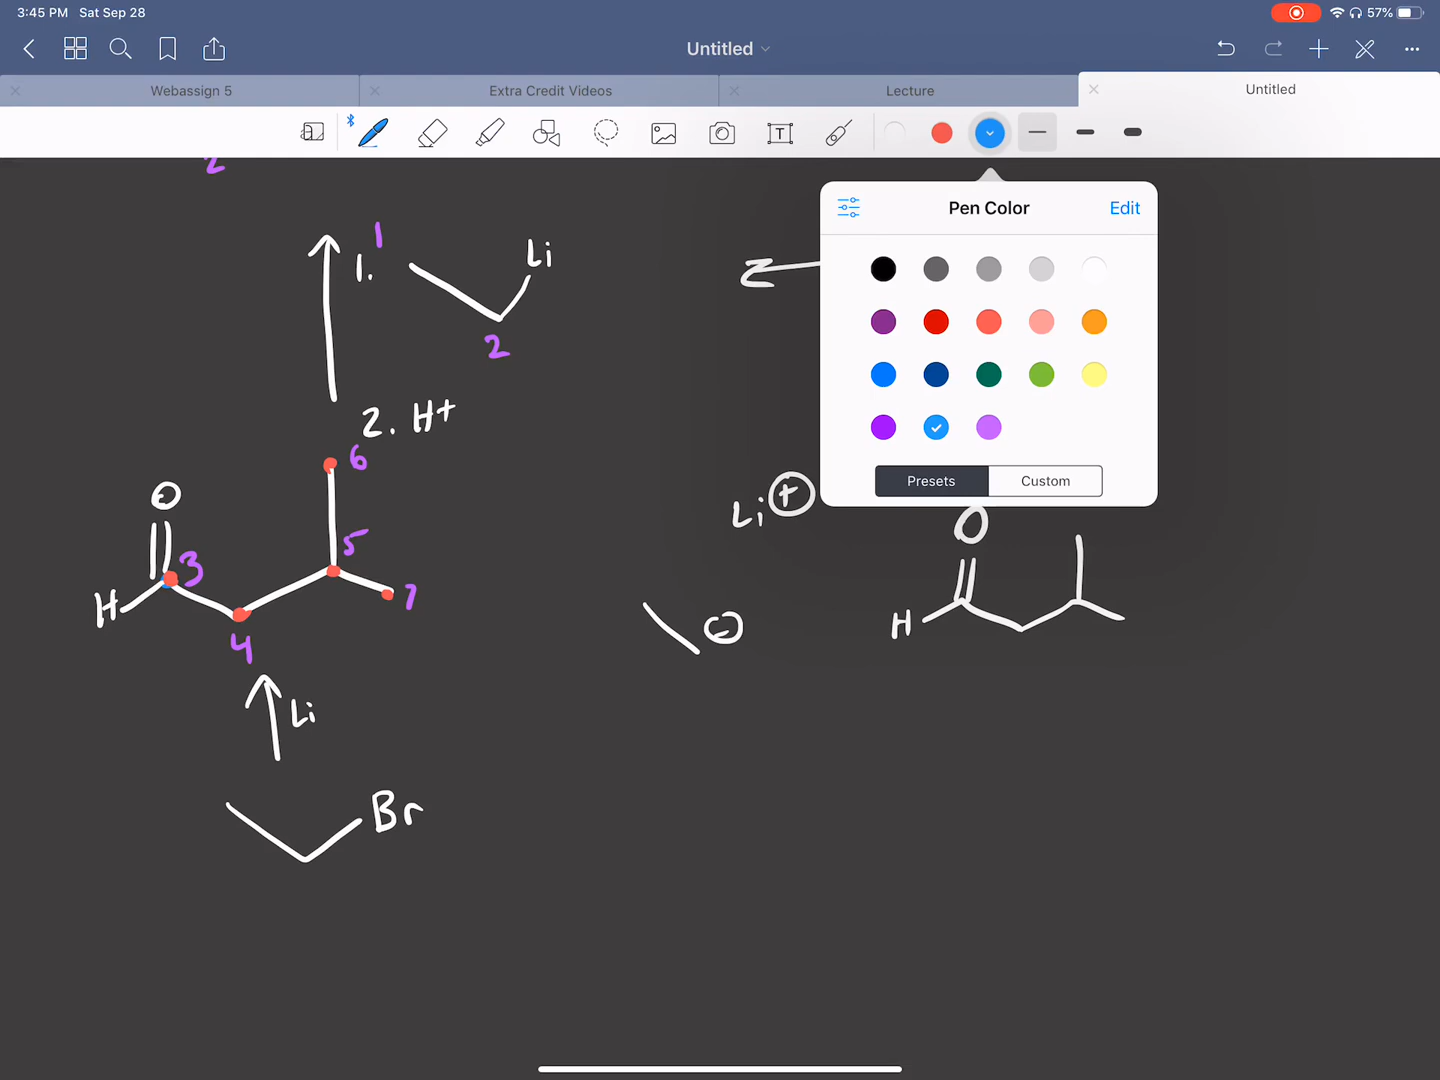 3:45 PM Sat Sep 28
57%
Untitled
Webassign 5
Extra Credit Videos
Lecture
Untitled
T
Pen Color
Edit
Presets
Custom
2
1
1.
Li
2
2. H+
6
O
5
3
H
7
4
Li
Br
Li +
O
H
-